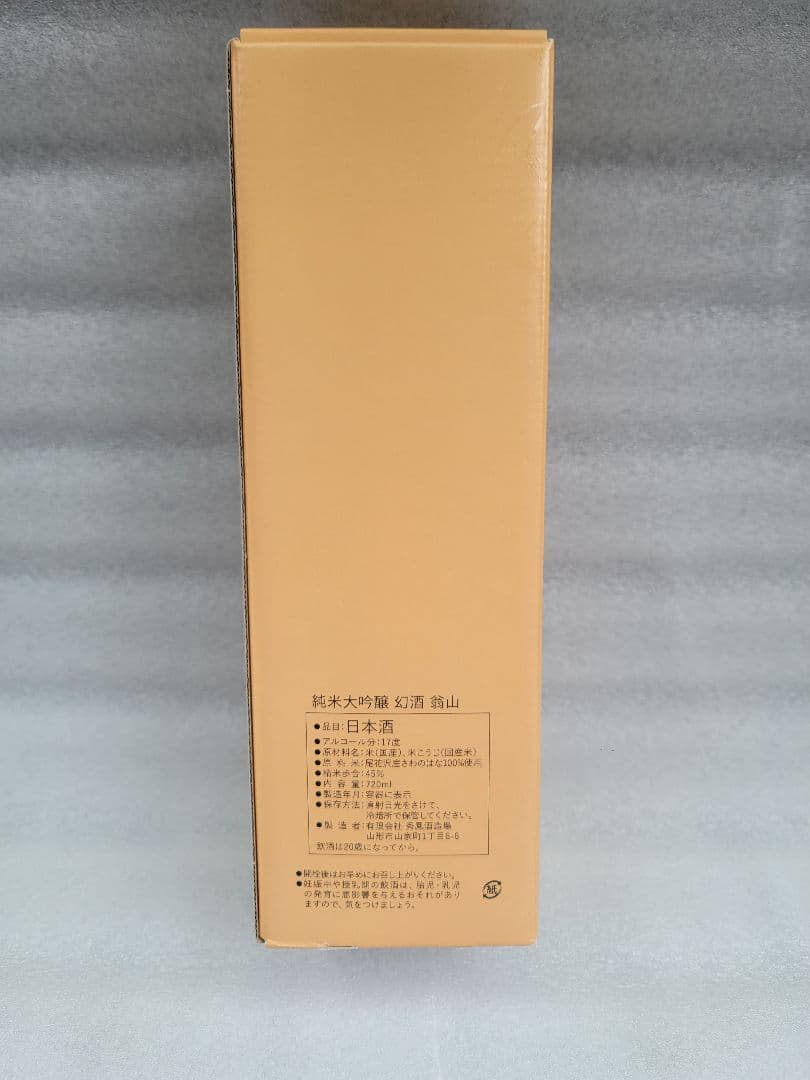 純米大吟醸 幻酒 翁山
●品目:日本酒
●アルコール分:17度
●原材料名:米(国産)、米こうじ(国産米)
●原料米:尾花沢産さわのはな100%使用
●精米歩合:45%
●内容量:720ml
●製造年月:容器に表示
●保存方法:直射日光をさけて、
冷暗所で保管してください。
●製造者:有限会社 秀鳳酒造場
山形市山家町1丁目6-6
飲酒は20歳になってから。
●開栓後はお早めにお召し上がりください。
●妊娠中や授乳期の飲酒は、胎児・乳児
の発育に悪影響を与えるおそれがあり
ますので、気をつけましょう。
紙